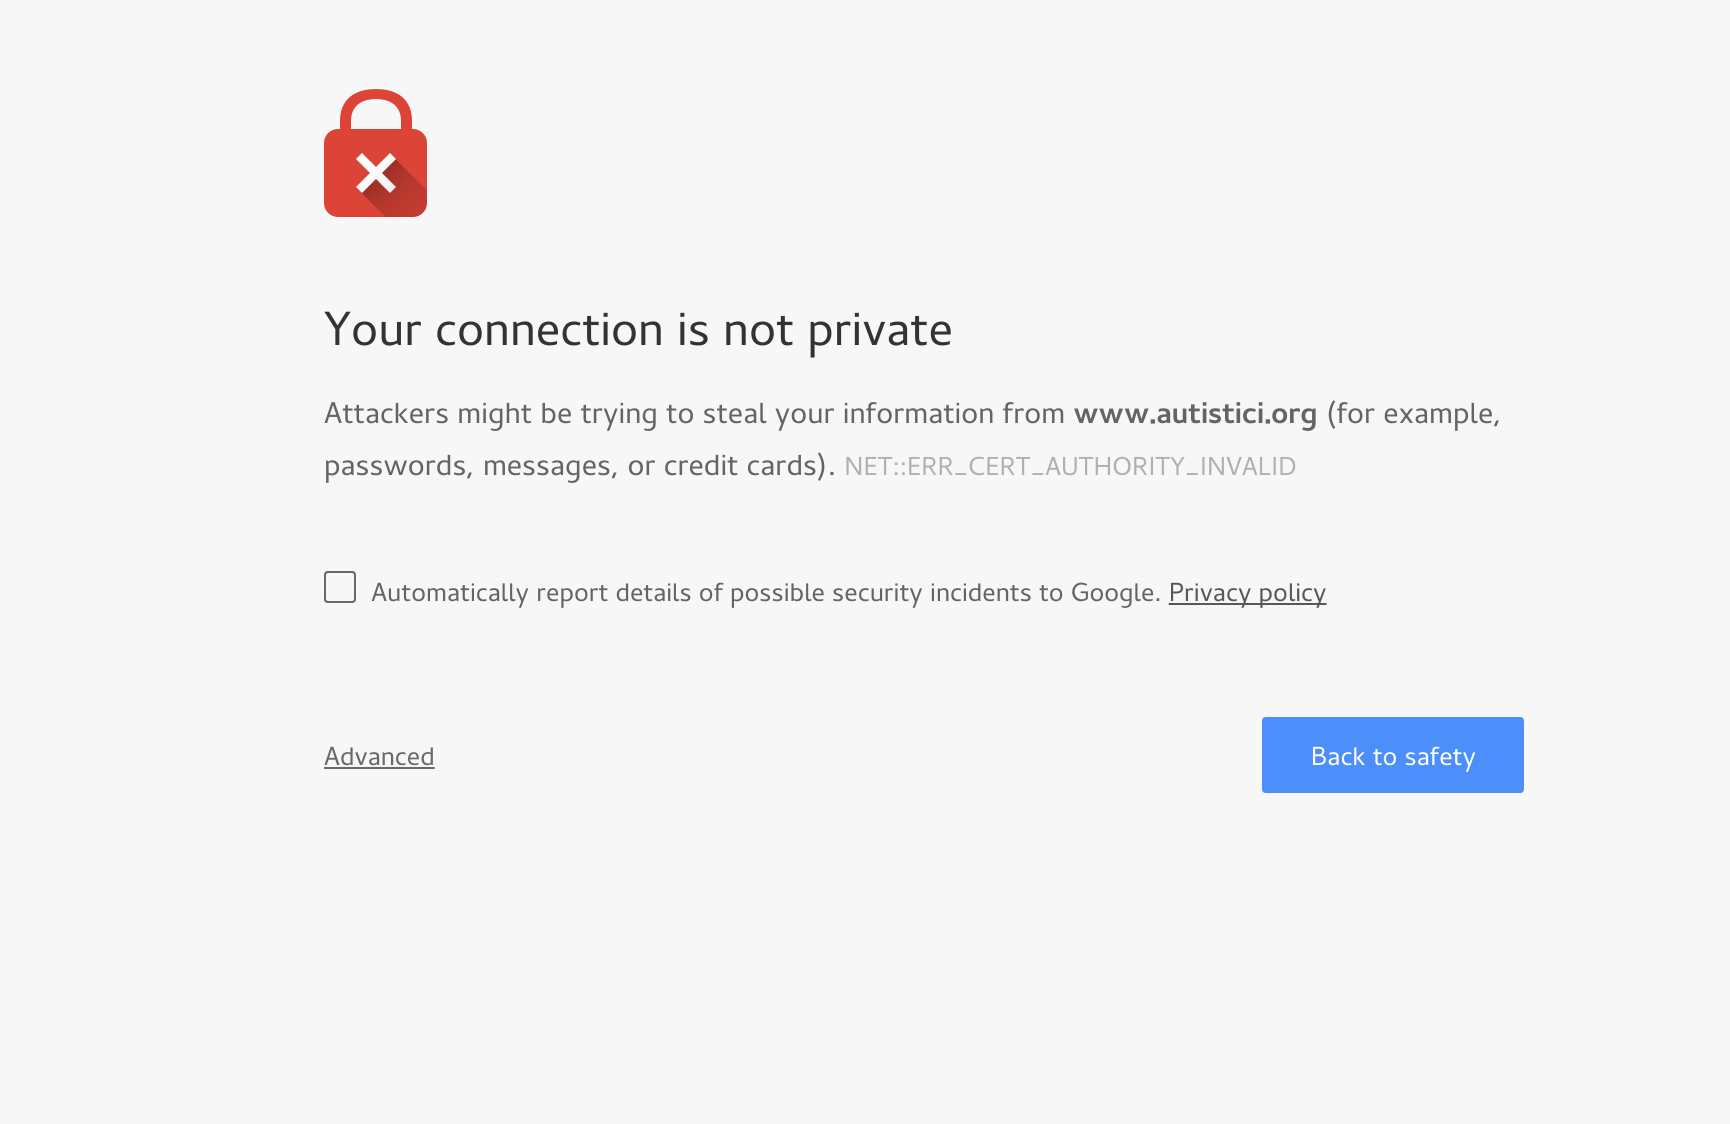 Your connection is not private
Attackers might be trying to steal your information from www.autistici.org (for example,
passwords, messages, or credit cards). NET::ERR_CERT_AUTHORITY_INVALID
Automatically report details of possible security incidents to Google. Privacy policy
Advanced
Back to safety